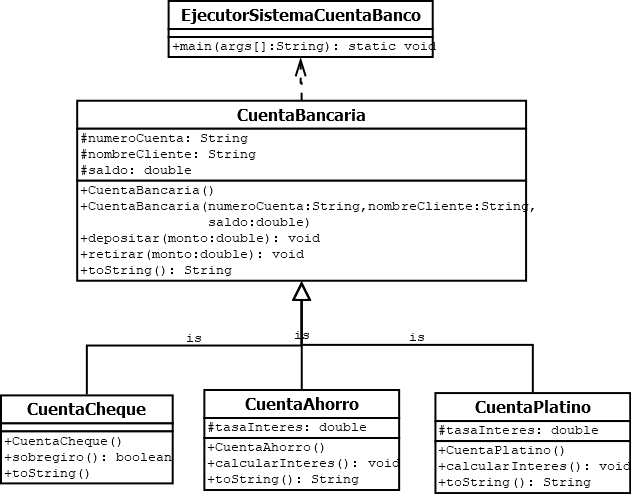 EjecutorSistemaCuentaBanco
+main(args[]:String): static void
CuentaBancaria
#numeroCuenta: String
#nombreCliente: String
#saldo: double
+CuentaBancaria()
+CuentaBancaria(numeroCuenta:String,nombreCliente:String,
saldo:double)
+depositar(monto:double): void
+retirar(monto:double): void
+toString(): String
is
is
is
CuentaCheque
+CuentaCheque()
+sobregiro(): boolean
+toString()
CuentaAhorro
#tasaInteres: double
+CuentaAhorro()
+calcularInteres(): void
+toString(): String
CuentaPlatino
#tasaInteres: double
+CuentaPlatino()
+calcularInteres(): void
+toString(): String